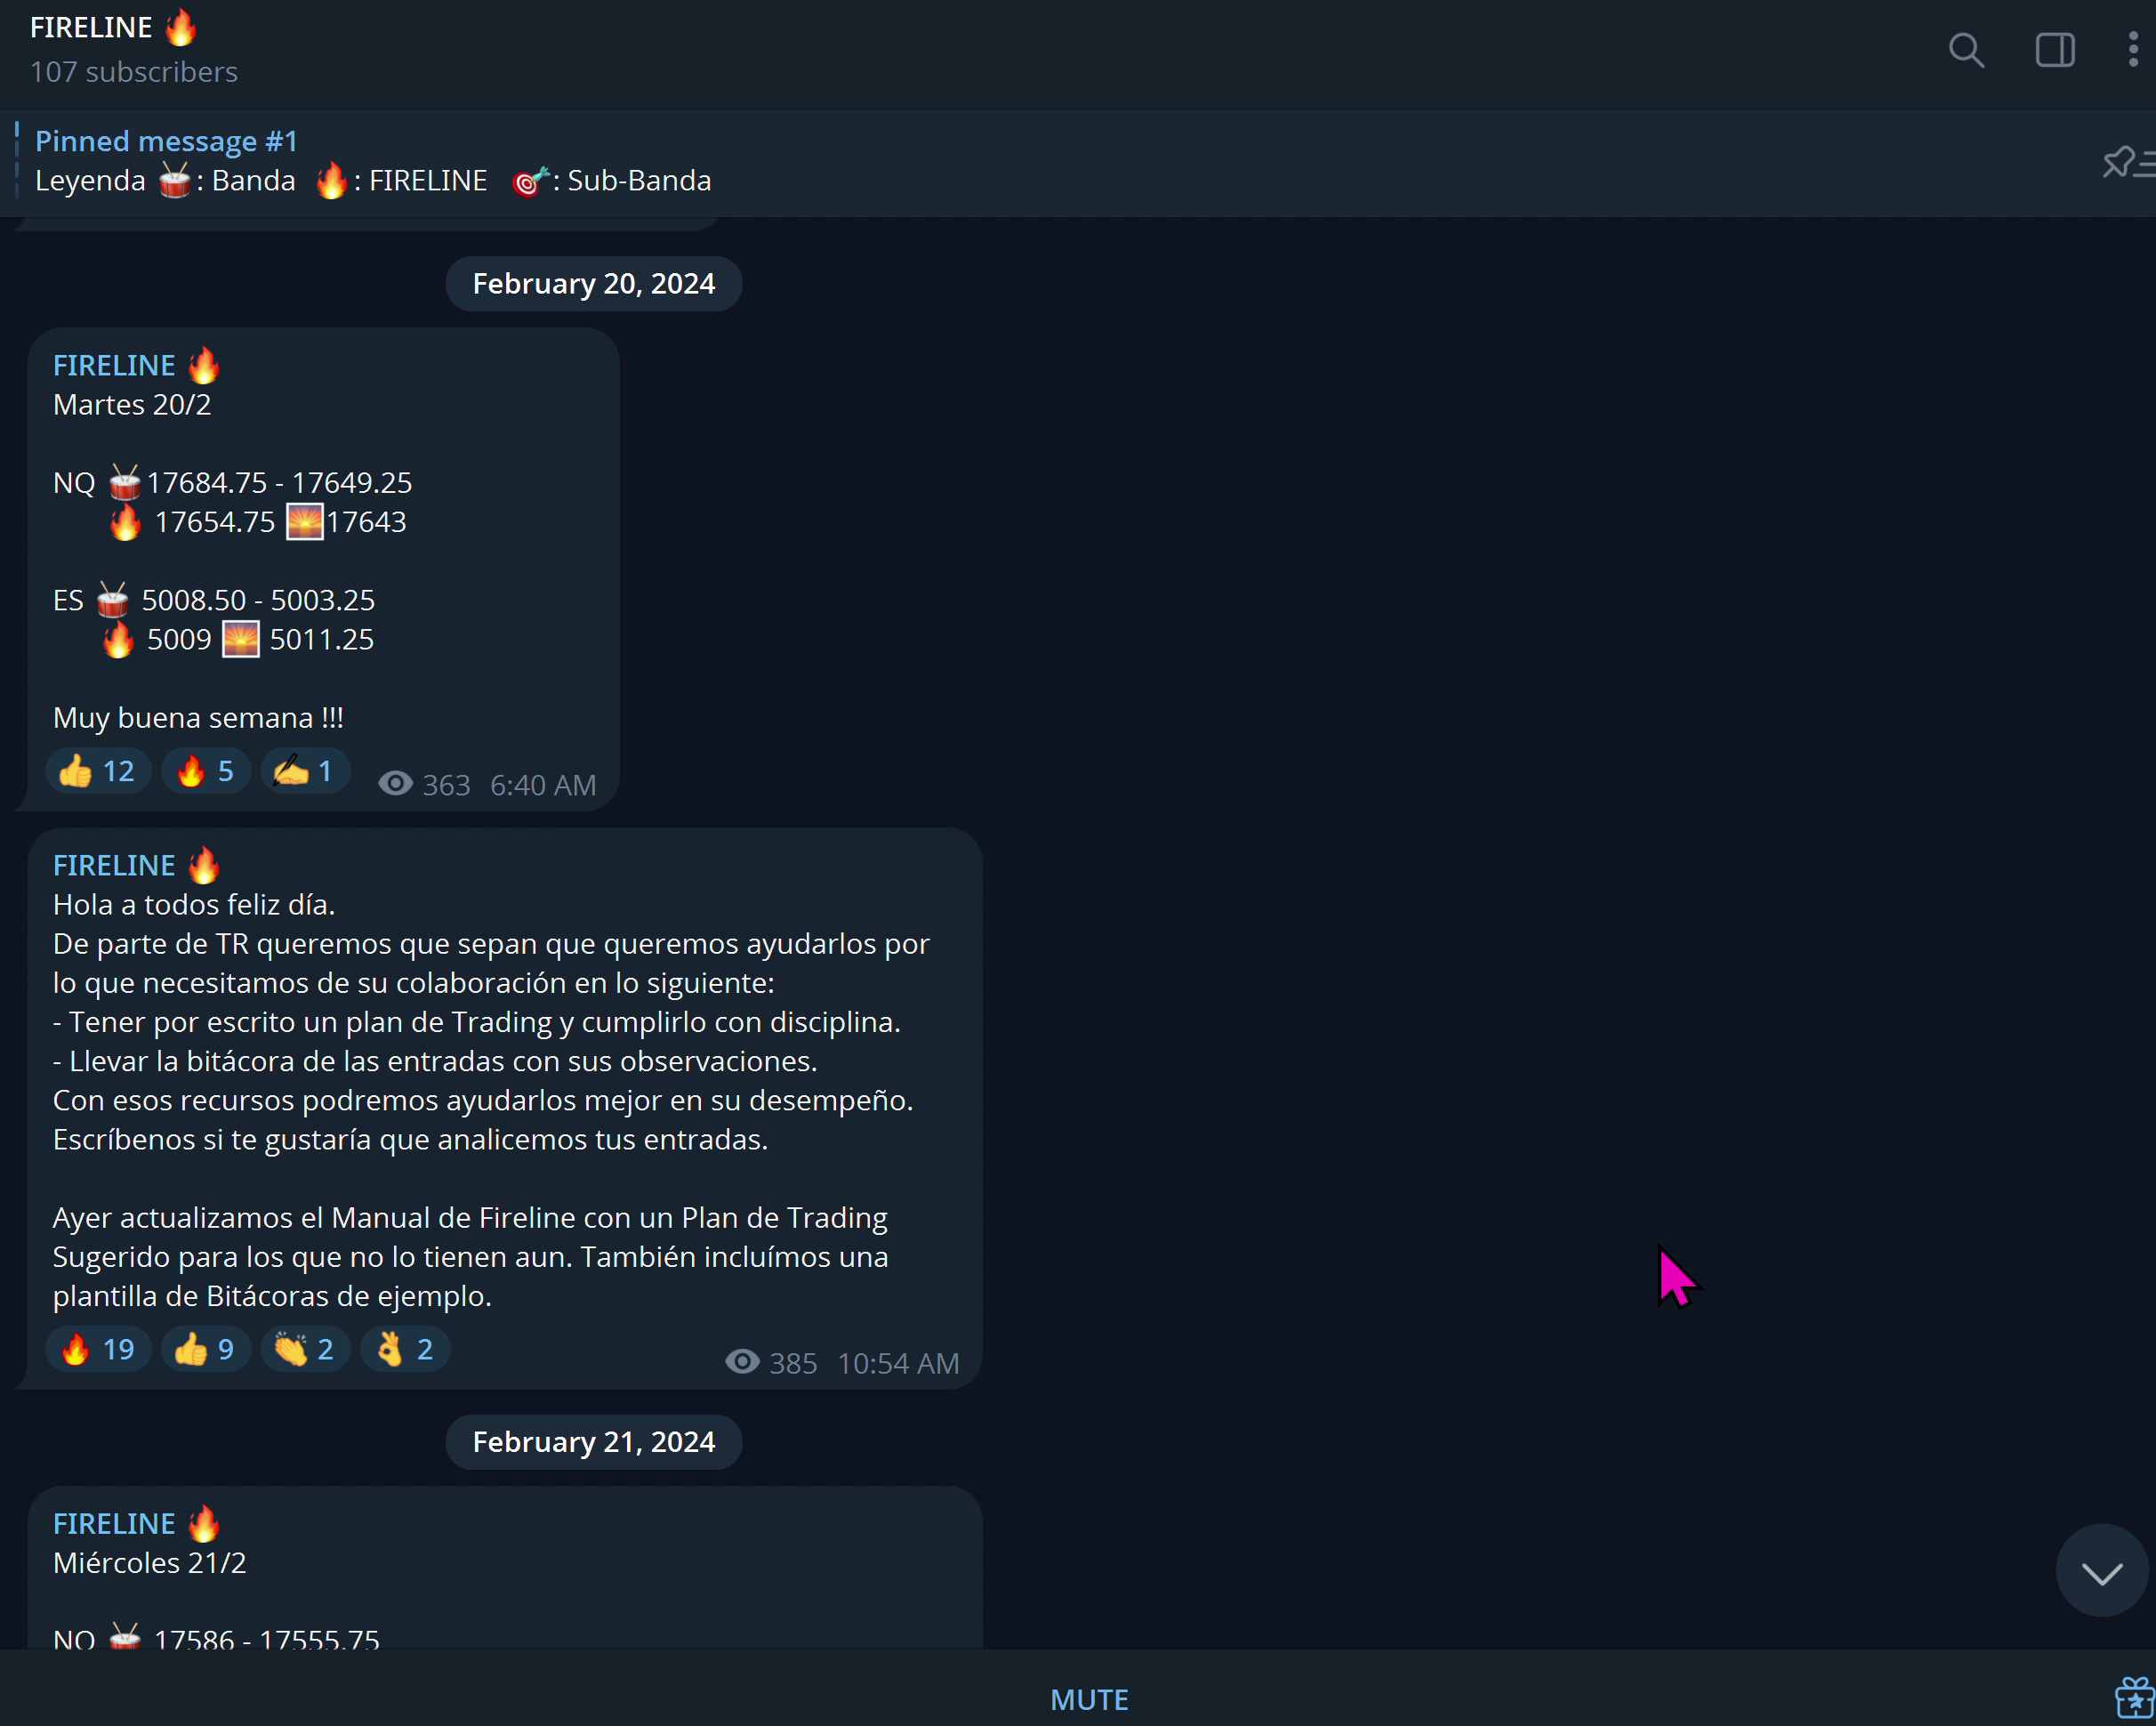 FIRELINE 🔥
107 subscribers
Pinned message #1
Leyenda 🥁: Banda 🔥: FIRELINE 🎯: Sub-Banda
February 20, 2024
FIRELINE 🔥
Martes 20/2
NQ 🥁17684.75 - 17649.25
🔥 17654.75 🌅17643
ES 🥁 5008.50 - 5003.25
🔥 5009 🌅 5011.25
Muy buena semana !!!
👍 12 🔥 5 ✍ 1 363 6:40 AM
FIRELINE 🔥
Hola a todos feliz día.
De parte de TR queremos que sepan que queremos ayudarlos por
lo que necesitamos de su colaboración en lo siguiente:
- Tener por escrito un plan de Trading y cumplirlo con disciplina.
- Llevar la bitácora de las entradas con sus observaciones.
Con esos recursos podremos ayudarlos mejor en su desempeño.
Escríbenos si te gustaría que analicemos tus entradas.
Ayer actualizamos el Manual de Fireline con un Plan de Trading
Sugerido para los que no lo tienen aun. También incluímos una
plantilla de Bitácoras de ejemplo.
🔥 19 👍 9 👏 2 👌 2 385 10:54 AM
February 21, 2024
FIRELINE 🔥
Miércoles 21/2
NQ 🥁 17586 - 17555.75
MUTE